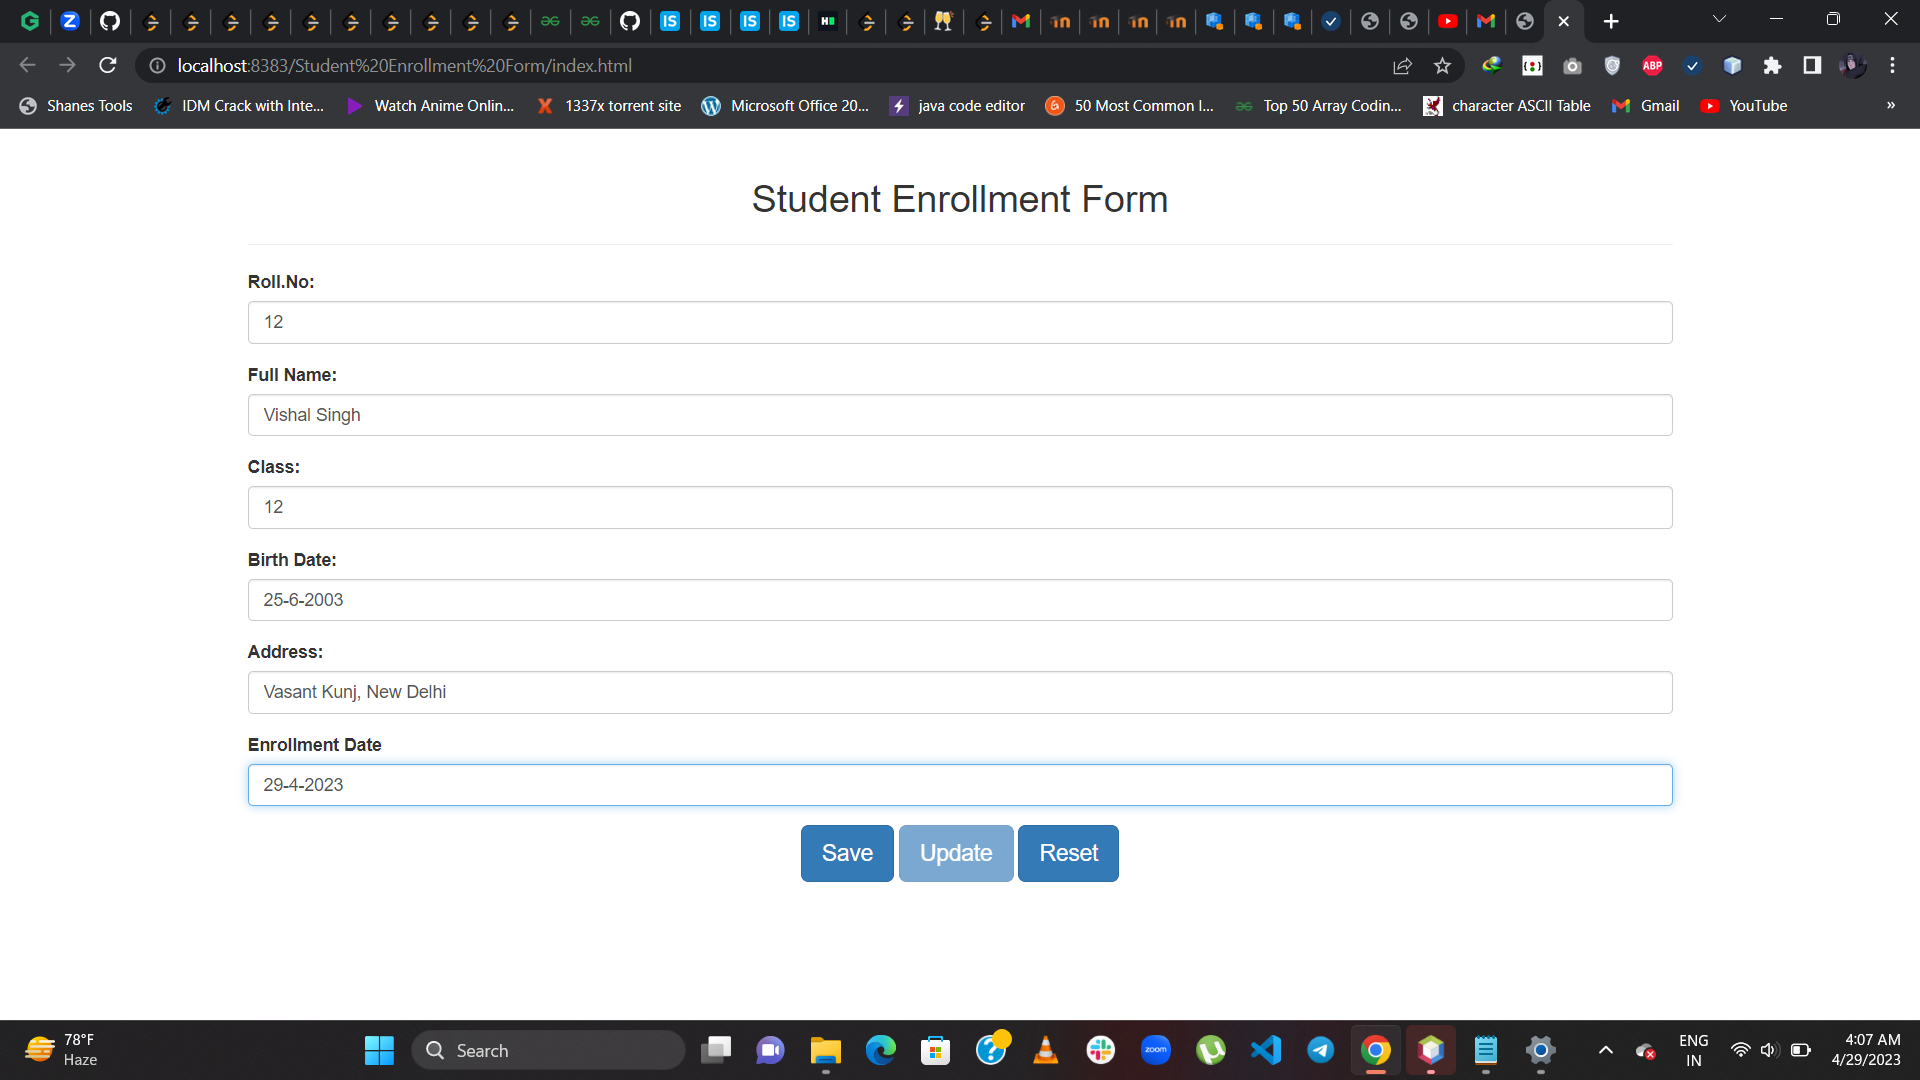 localhost:8383/Student%20Enrollment%20Form/index.html
ABP
Shanes Tools
IDM Crack with Inte...
Watch Anime Onlin...
1337x torrent site
Microsoft Office 20...
java code editor
50 Most Common I...
Top 50 Array Codin...
character ASCII Table
Gmail
YouTube
»
Student Enrollment Form
Roll.No:
12
Full Name:
Vishal Singh
Class:
12
Birth Date:
25-6-2003
Address:
Vasant Kunj, New Delhi
Enrollment Date
29-4-2023
Save
Update
Reset
78°F
Haze
Search
zoom
ENG
IN
4:07 AM
4/29/2023